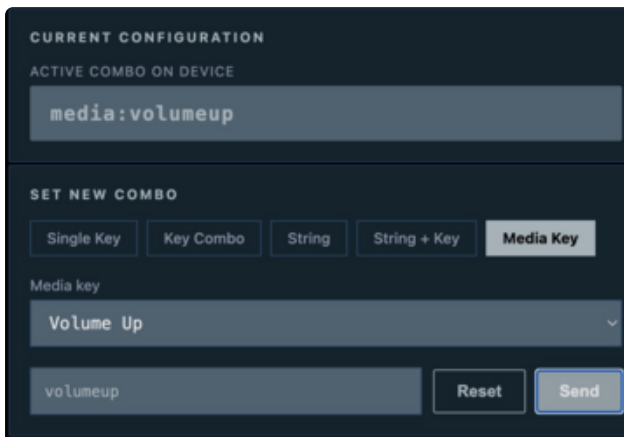 CURRENT CONFIGURATION
ACTIVE COMBO ON DEVICE
media:volumeup
SET NEW COMBO
Single Key Key Combo String String + Key Media Key
Media key
Volume Up
volumeup Reset Send